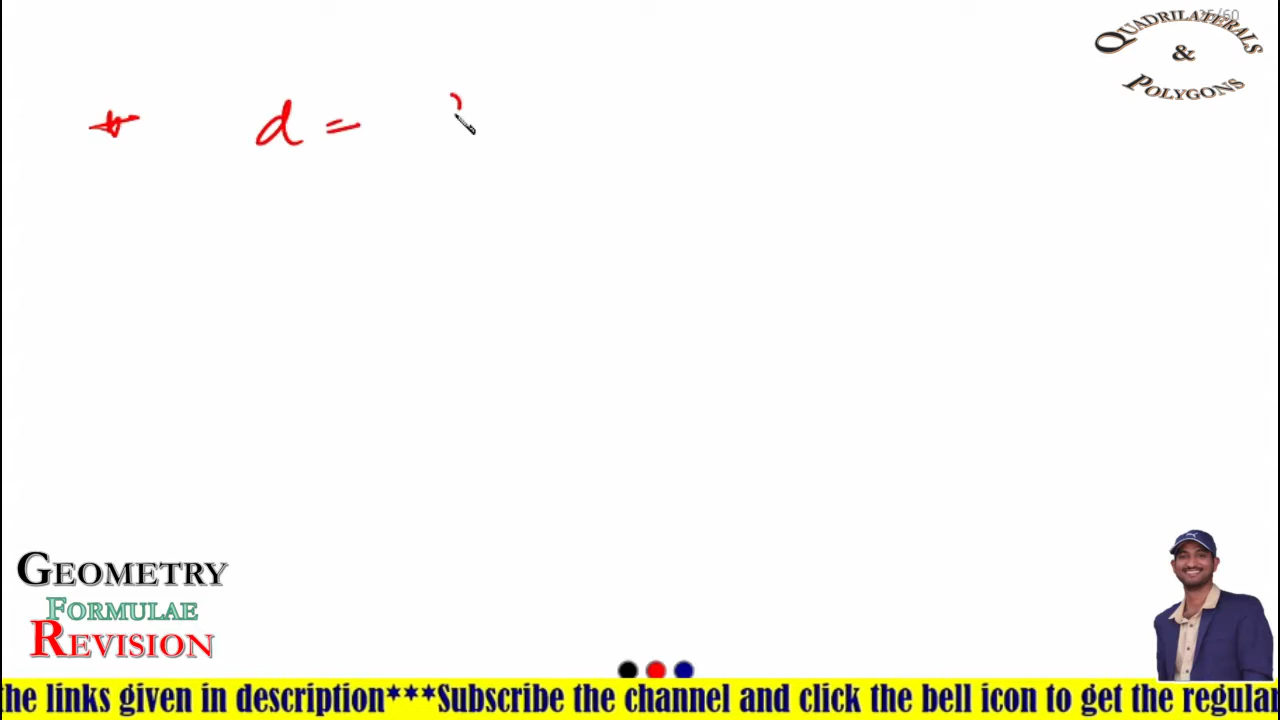 QUADRILATERALS
&
POLYGONS
* d =
GEOMETRY
FORMULAE
REVISION
the links given in description***Subscribe the channel and click the bell icon to get the regular